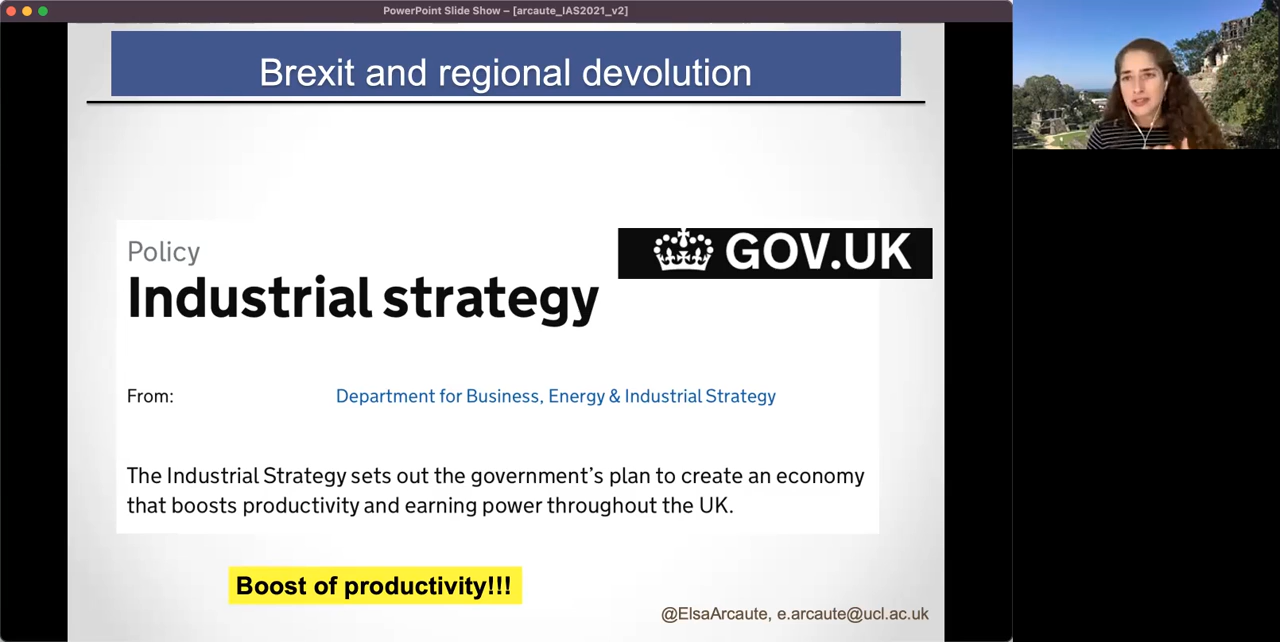 PowerPoint Slide Show – [arcaute_IAS2021_v2]
Brexit and regional devolution
Policy
GOV.UK
Industrial strategy
From: Department for Business, Energy & Industrial Strategy
The Industrial Strategy sets out the government’s plan to create an economy
that boosts productivity and earning power throughout the UK.
Boost of productivity!!!
@ElsaArcaute, e.arcaute@ucl.ac.uk